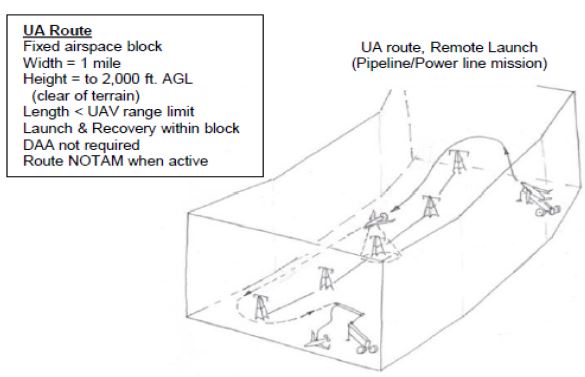 UA Route
Fixed airspace block
Width = 1 mile
Height = to 2,000 ft. AGL
(clear of terrain)
Length < UAV range limit
Launch & Recovery within block
DAA not required
Route NOTAM when active
UA route, Remote Launch
(Pipeline/Power line mission)